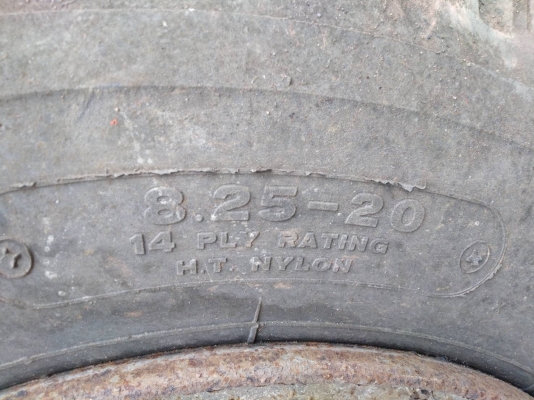 8.25-20
14 PLY RATING
H.T. NYLON
Y